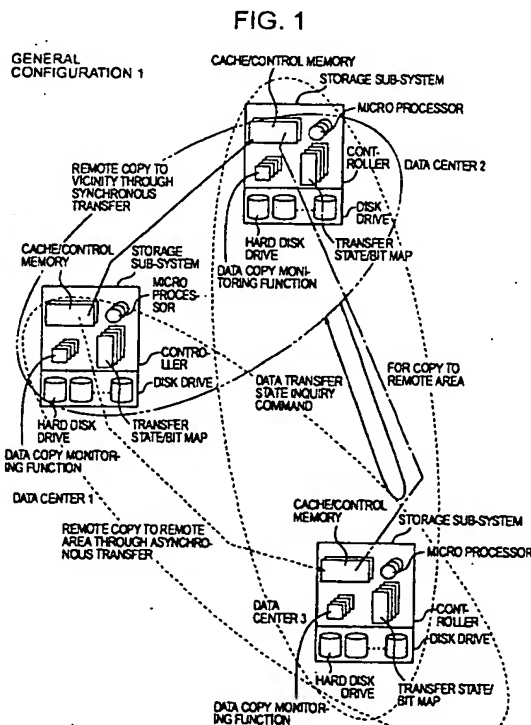 FIG. 1
GENERAL
CONFIGURATION 1
CACHE/CONTROL MEMORY
STORAGE SUB-SYSTEM
MICRO PROCESSOR
CONT-
ROLLER
DATA CENTER 2
DISK
DRIVE
HARD DISK
DRIVE
TRANSFER
STATE/BIT MAP
DATA COPY MONI-
TORING FUNCTION
REMOTE COPY TO
VICINITY THROUGH
SYNCHRONOUS
TRANSFER
CACHE/CONTROL
MEMORY
STORAGE
SUB-SYSTEM
MICRO
PROCES-
SOR
CONTRO-
LLER
DISK DRIVE
HARD DISK
DRIVE
TRANSFER
STATE/BIT MAP
DATA COPY MONITOR-
ING FUNCTION
DATA CENTER 1
DATA TRANSFER
STATE INQUIRY
COMMAND
FOR COPY TO
REMOTE AREA
REMOTE COPY TO REMOTE
AREA THROUGH ASYNCHRO-
NOUS TRANSFER
CACHE/CONTROL
MEMORY
STORAGE SUB-SYSTEM
MICRO PROCESSOR
DATA
CENTER 3
CONT-
ROLLER
DISK DRIVE
HARD DISK
DRIVE
TRANSFER STATE/
BIT MAP
DATA COPY MONITOR-
ING FUNCTION